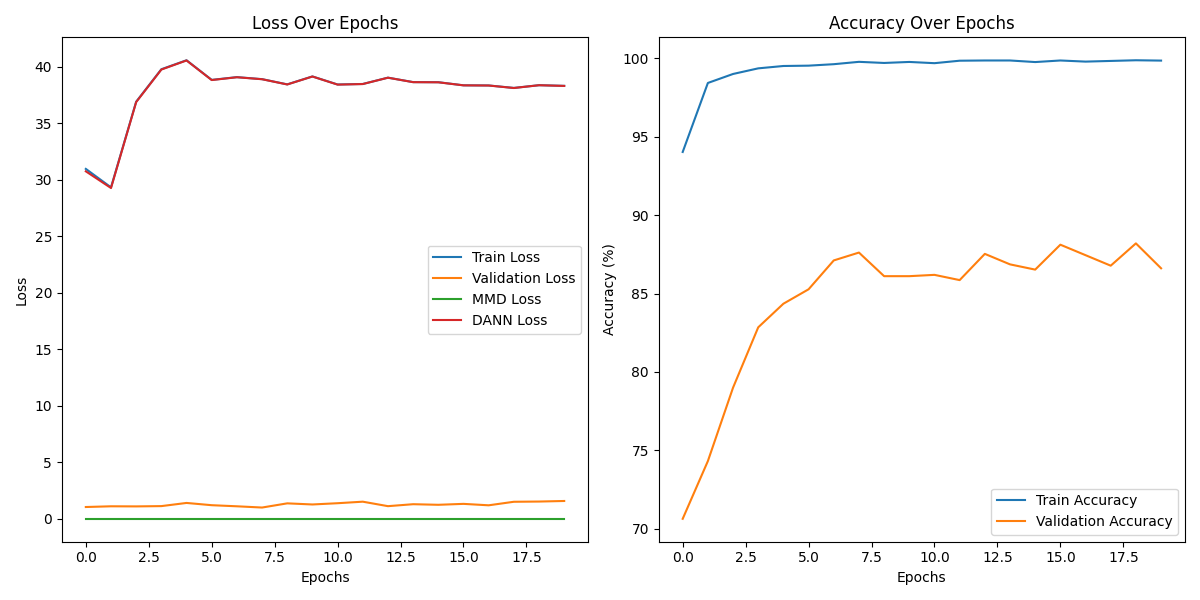 Loss Over Epochs
40
35
30
25
20
15
10
5
0
0.0
2.5
5.0
7.5
10.0
12.5
15.0
17.5
Loss
Epochs
Train Loss
Validation Loss
MMD Loss
DANN Loss
Accuracy Over Epochs
100
95
90
85
80
75
70
0.0
2.5
5.0
7.5
10.0
12.5
15.0
17.5
Accuracy (%)
Epochs
Train Accuracy
Validation Accuracy